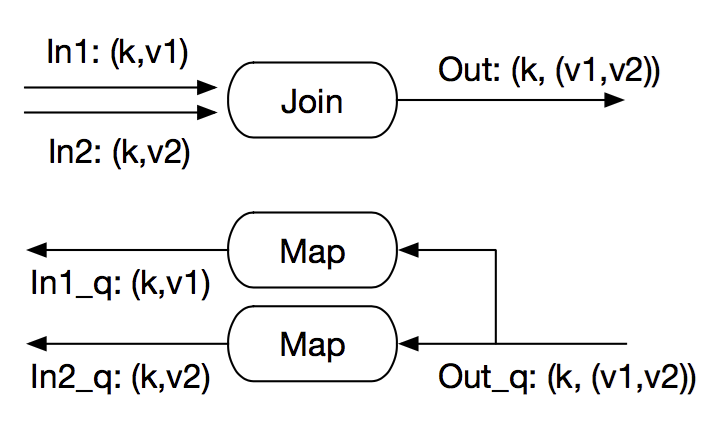 In1: (k,v1)
Out: (k, (v1,v2))
Join
In2: (k,v2)
Map
In1_q: (k,v1)
Map
In2_q: (k,v2)
Out_q: (k, (v1,v2))